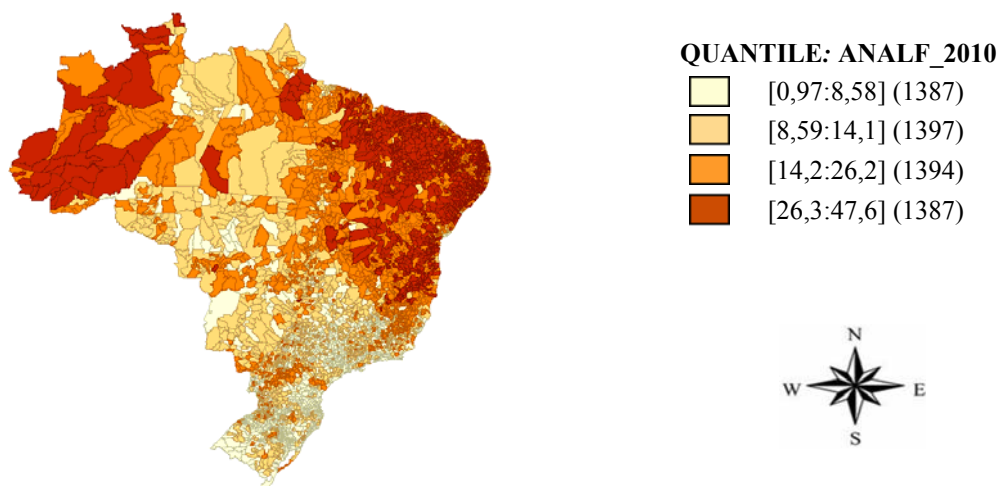 QUANTILE: ANALF_2010
[0,97:8,58] (1387)
[8,59:14,1] (1397)
[14,2:26,2] (1394)
[26,3:47,6] (1387)
N
W E
S